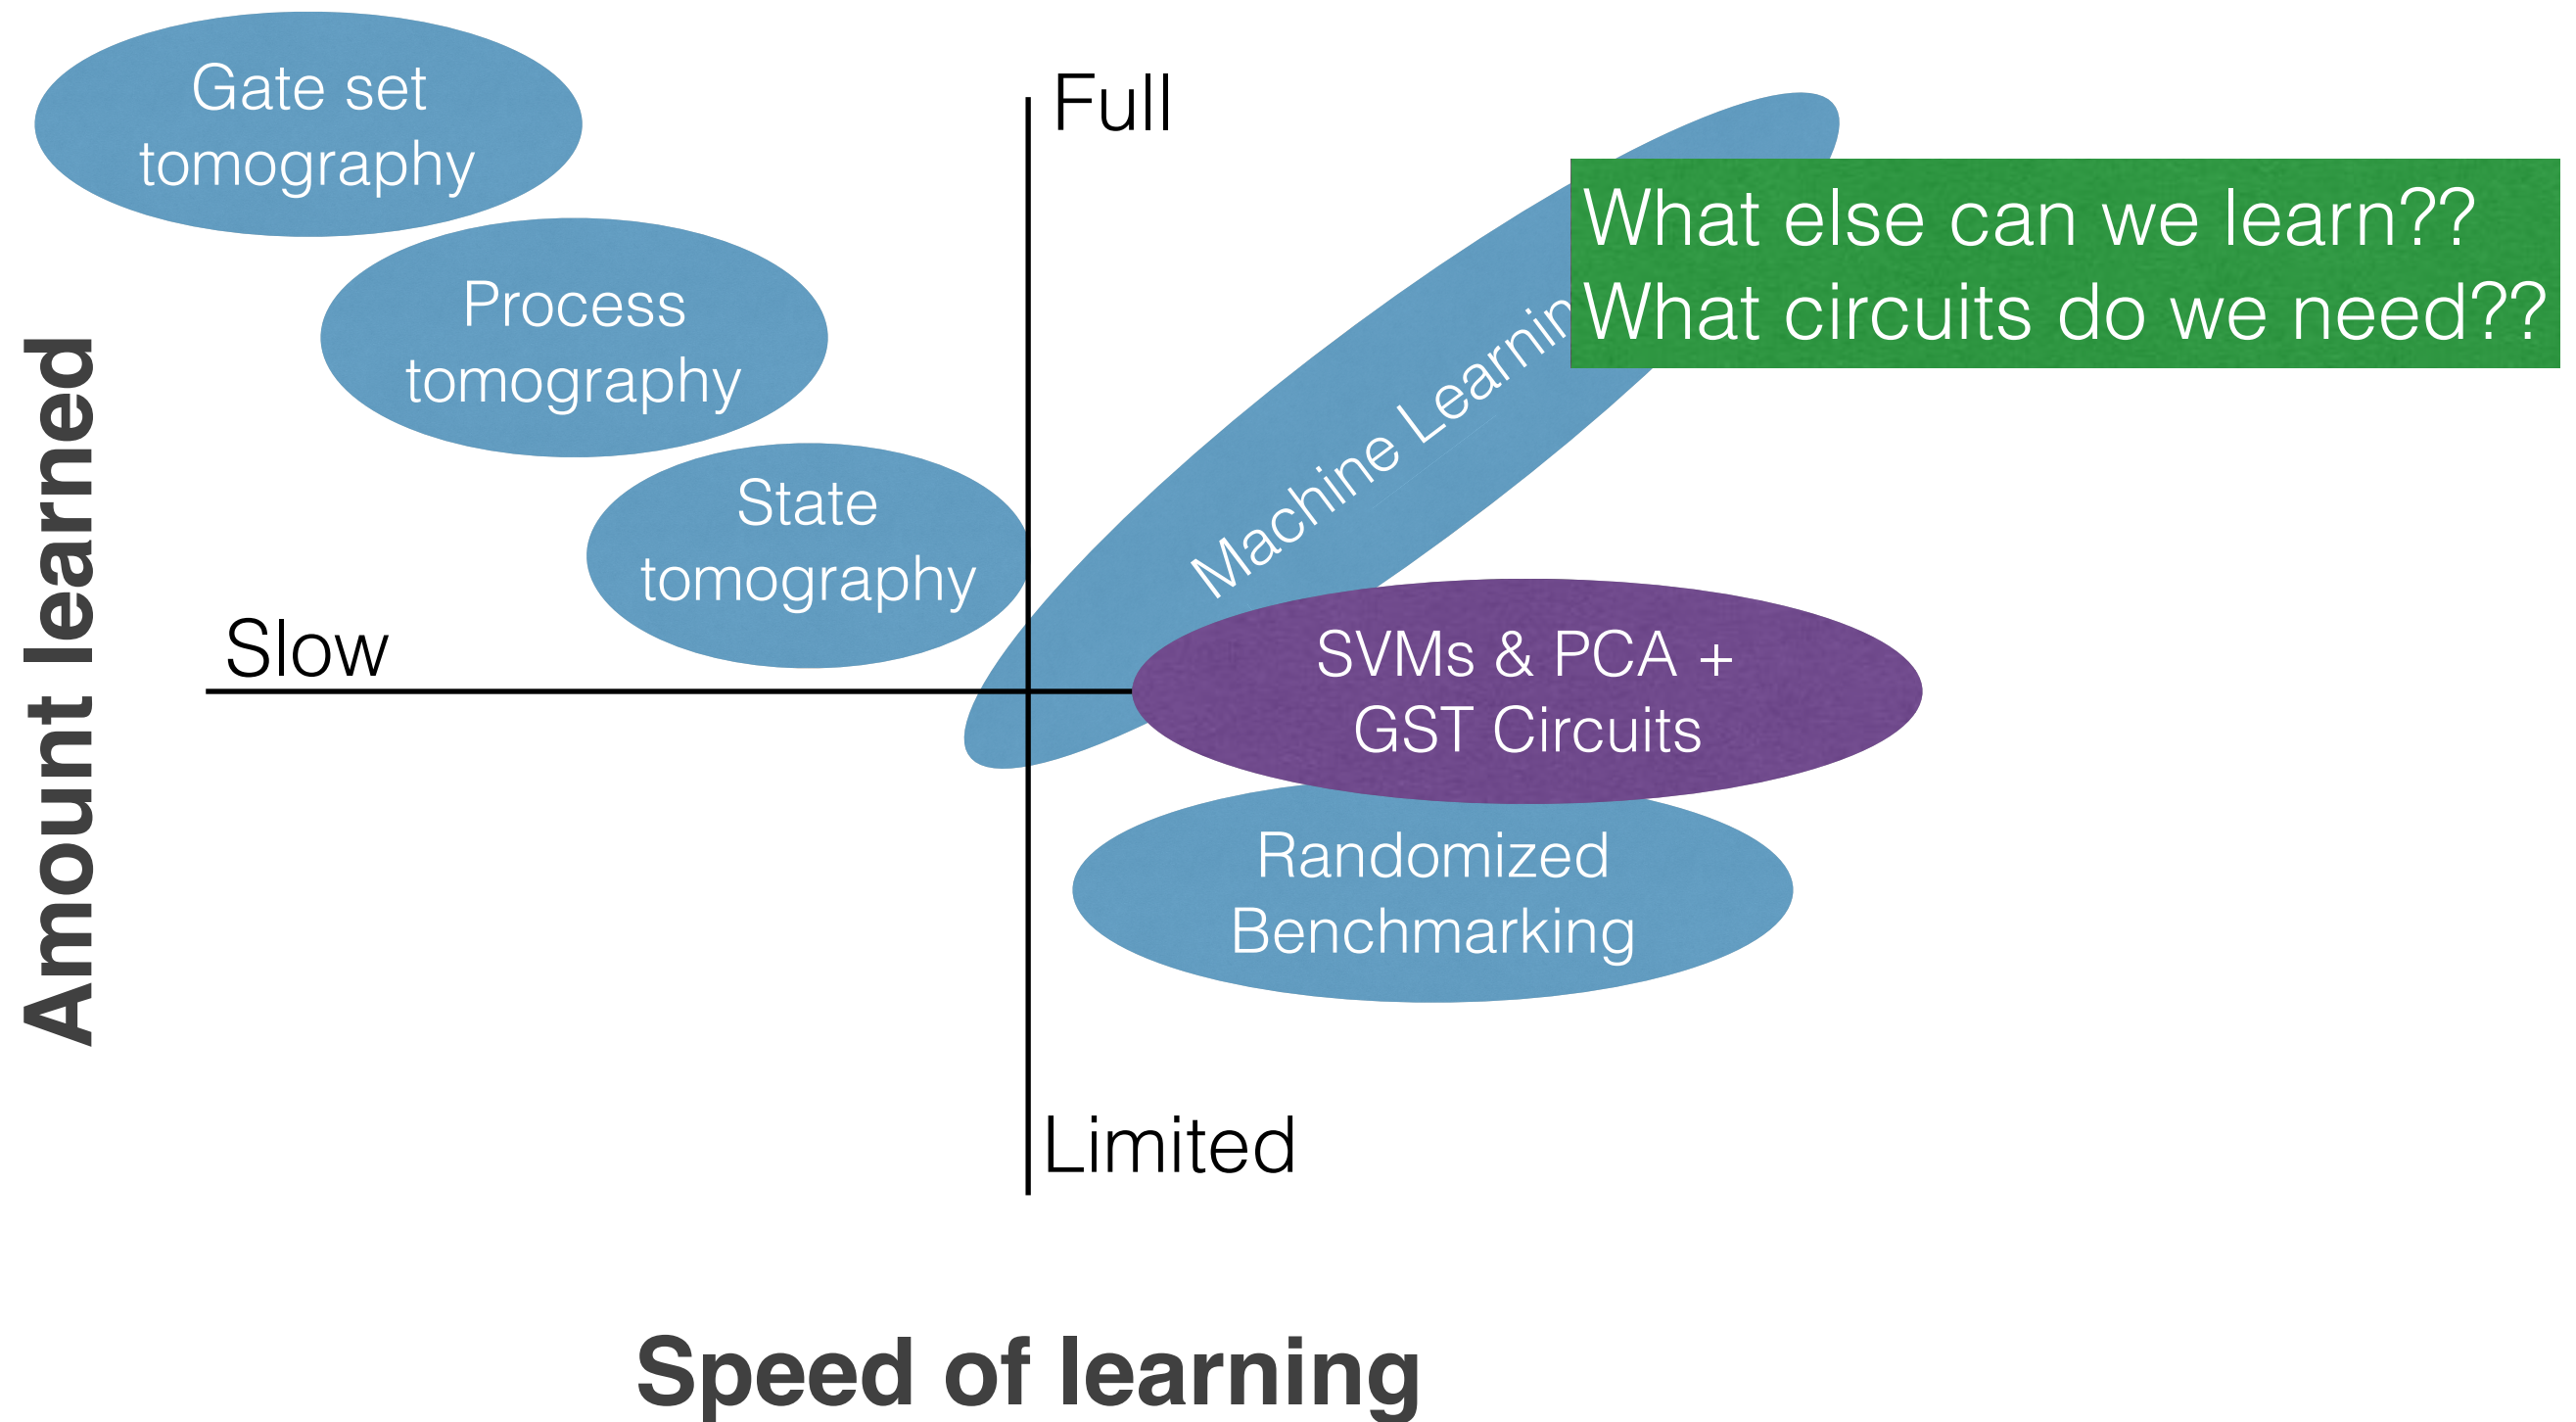 Gate set
tomography
Full
What else can we learn??
What circuits do we need??
Process
tomography
Machine Learnin
State
tomography
Slow
SVMs & PCA +
GST Circuits
Randomized
Benchmarking
Limited
Amount learned
Speed of learning